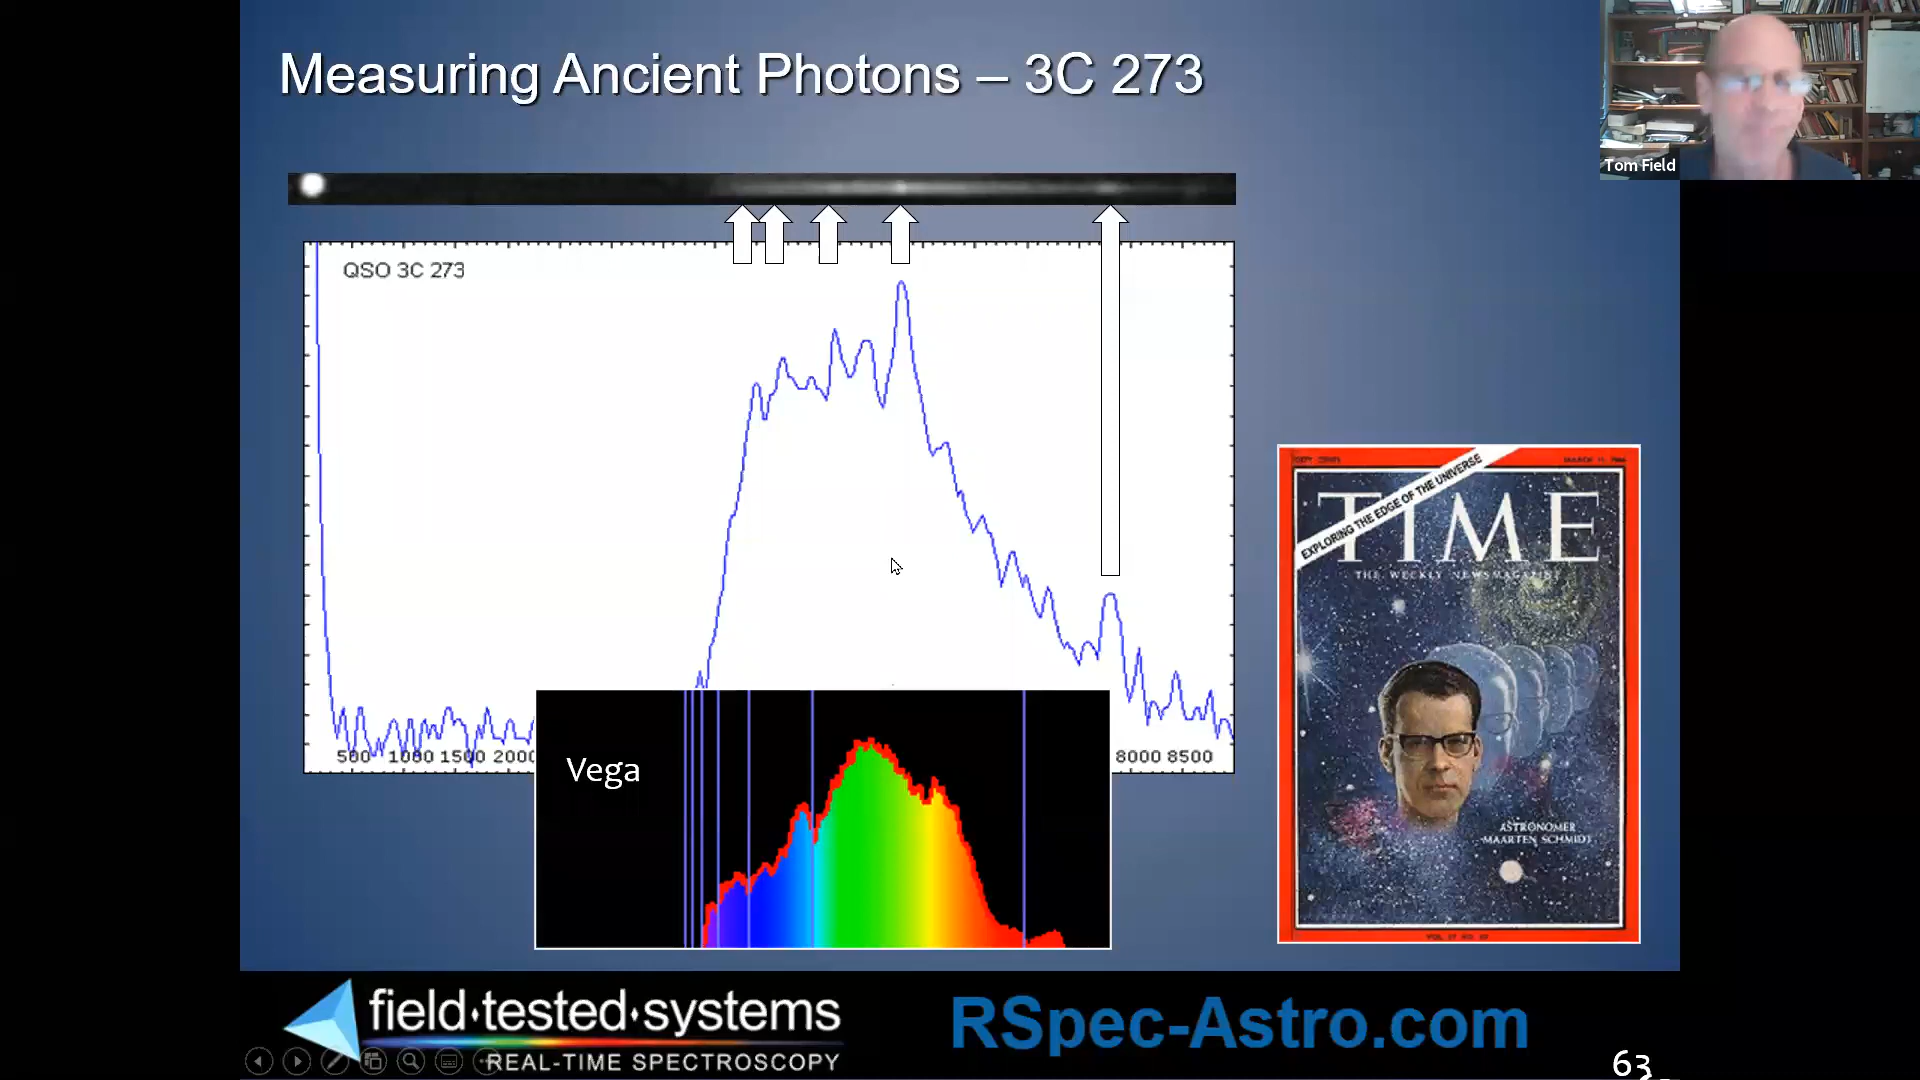 Measuring Ancient Photons – 3C 273
Tom Field
QSO 3C 273
500 1000 1500 2000
8000 8500
Vega
EXPLORING THE EDGE OF THE UNIVERSE
TIME
THE WEEKLY NEWSMAGAZINE
ASTRONOMER
MAARTEN SCHMIDT
field·tested·systems
REAL-TIME SPECTROSCOPY
RSpec-Astro.com
63